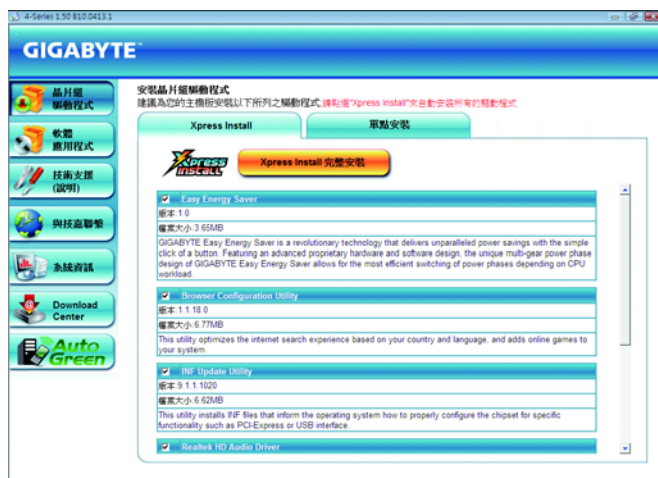 4-Series 1.50 B10.0413.1
GIGABYTE™
晶片組
驅動程式
軟體
應用程式
技術支援
(說明)
與技嘉聯繫
系統資訊
Download
Center
Auto
Green
安裝晶片組驅動程式
建議為您的主機板安裝以下所列之驅動程式,請點選"Xpress Install"來自動安裝所有的驅動程式
Xpress Install
單點安裝
Xpress
INSTALL
Xpress Install 完整安裝
Easy Energy Saver
版本:1.0
檔案大小:3.65MB
GIGABYTE Easy Energy Saver is a revolutionary technology that delivers unparalleled power savings with the simple
click of a button. Featuring an advanced proprietary hardware and software design, the unique multi-gear power phase
design of GIGABYTE Easy Energy Saver allows for the most efficient switching of power phases depending on CPU
workload.
Browser Configuration Utility
版本:1.1.18.0
檔案大小:6.77MB
This utility optimizes the internet search experience based on your country and language, and adds online games to
your system.
INF Update Utility
版本:9.1.1.1020
檔案大小:6.62MB
This utility installs INF files that inform the operating system how to properly configure the chipset for specific
functionality such as PCI-Express or USB interface.
Realtek HD Audio Driver